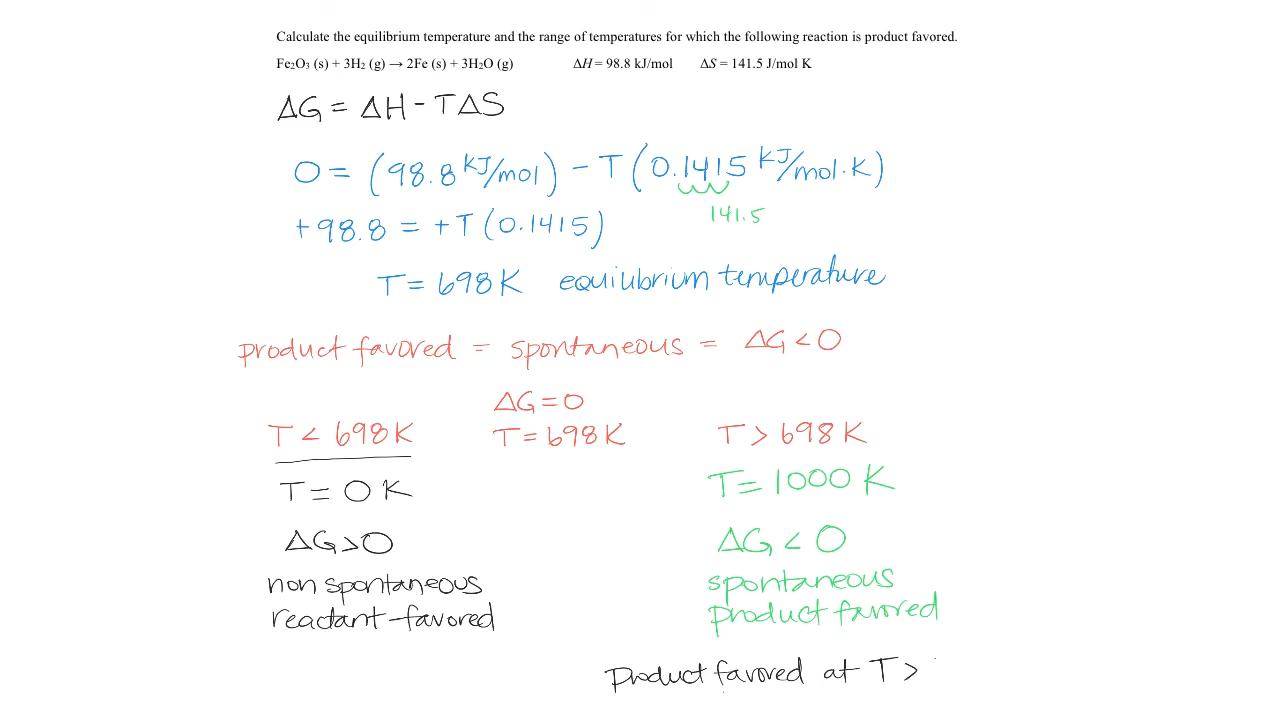 Calculate the equilibrium temperature and the range of temperatures for which the following reaction is product favored.
Fe₂O₃ (s) + 3H₂ (g) → 2Fe (s) + 3H₂O (g) ΔH = 98.8 kJ/mol ΔS = 141.5 J/mol K
ΔG = ΔH - TΔS
0 = (98.8 kJ/mol) - T(0.1415 kJ/mol·K)
141.5
+98.8 = +T(0.1415)
T = 698 K equilibrium temperature
product favored = spontaneous = ΔG < 0
ΔG = 0
T < 698 K T = 698 K T > 698 K
T = 0 K T = 1000 K
ΔG > 0 ΔG < 0
non spontaneous spontaneous
reactant-favored product favored
product favored at T >